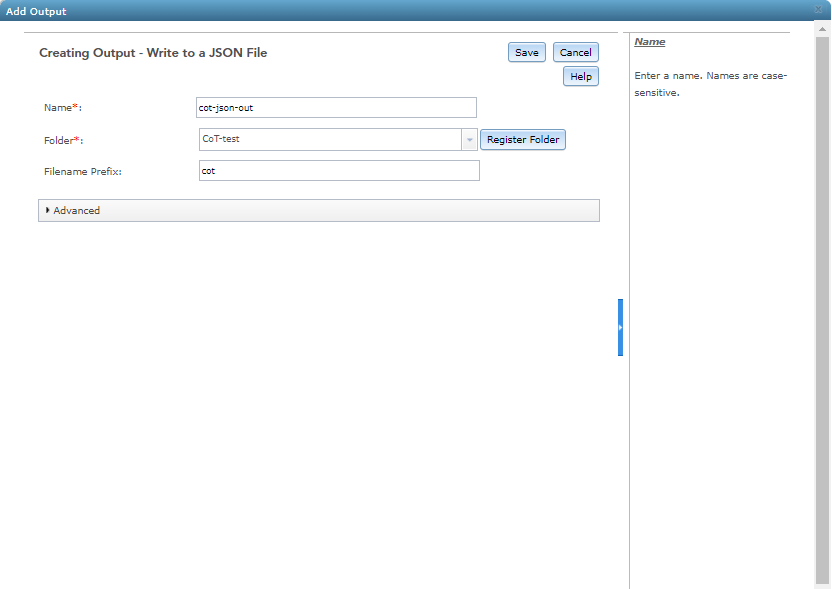 Add Output
Creating Output - Write to a JSON File
Save
Cancel
Help
Name*:
cot-json-out
Folder*:
CoT-test
Register Folder
Filename Prefix:
cot
Advanced
Name
Enter a name. Names are case-
sensitive.